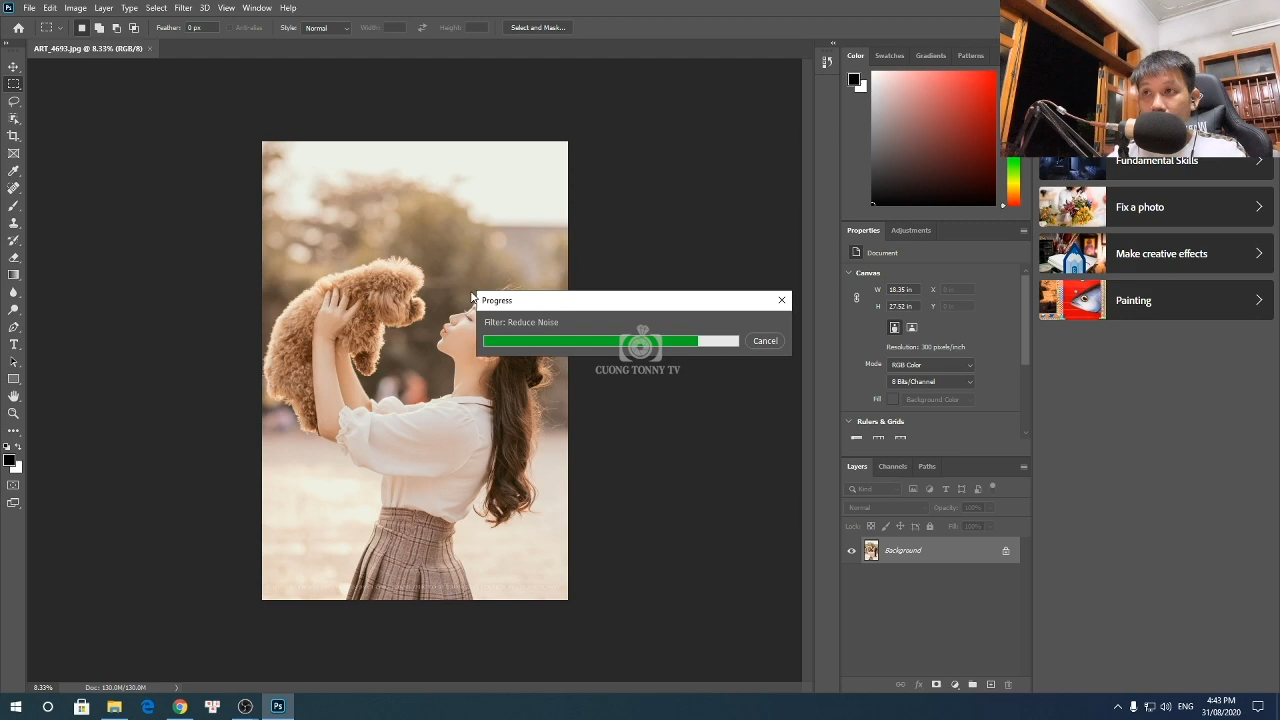 File Edit Image Layer Type Select Filter 3D View Window Help
Feather: 0 px Anti-alias Style: Normal Width: Height: Select and Mask...
ART_4693.jpg @ 8.33% (RGB/8)
Color Swatches Gradients Patterns
Fundamental Skills
Fix a photo
Make creative effects
Painting
Properties Adjustments
Document
Canvas
W 18.35 in X 0 in
H 27.52 in Y 0 in
Resolution: 300 pixels/inch
Mode RGB Color
8 Bits/Channel
Fill Background Color
Rulers & Grids
Progress
Filter: Reduce Noise
Cancel
CUONG TONNY TV
Layers Channels Paths
Kind
Normal Opacity: 100%
Lock: Fill: 100%
Background
8.33% Doc: 130.0M/130.0M
Ps
ENG
4:43 PM
31/08/2020